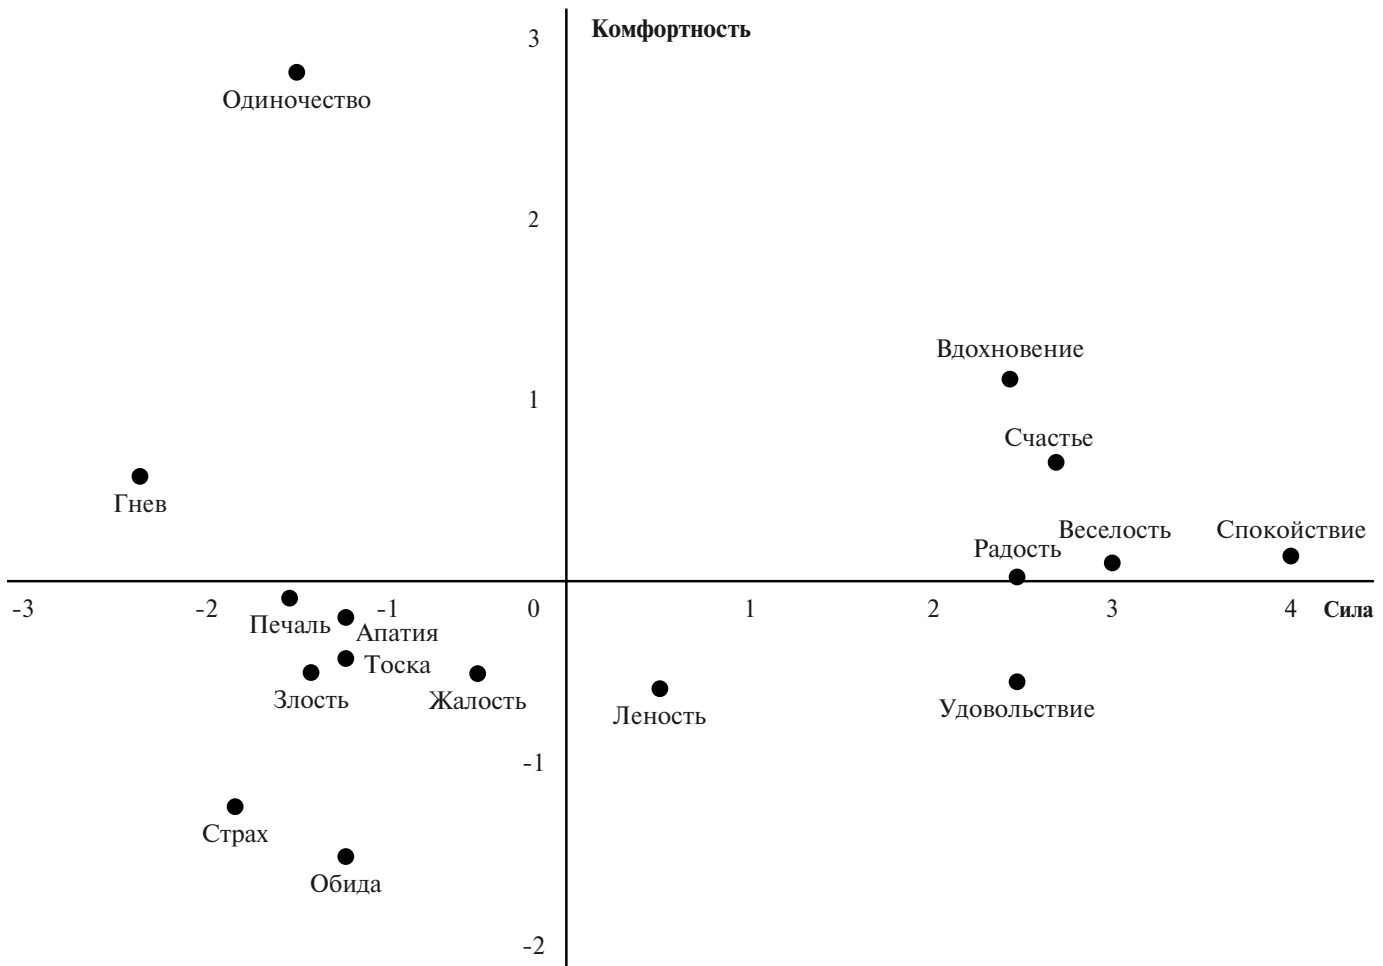 Комфортность
3
Одиночество
2
Вдохновение
1
Счастье
Гнев
Веселость Спокойствие
Радость
-3 -2 -1 0 1 2 3 4 Сила
Печаль
Апатия
Тоска
Злость Жалость
Леность Удовольствие
-1
Страх
Обида
-2